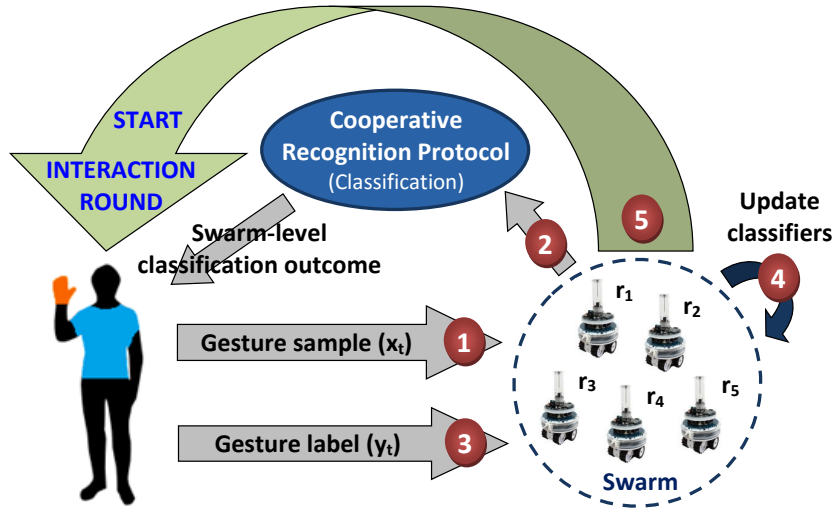 START
INTERACTION
ROUND
Cooperative
Recognition Protocol
(Classification)
Swarm-level
classification outcome
2
5
Update
classifiers
4
Gesture sample (xₜ)
1
Gesture label (yₜ)
3
r₁
r₂
r₃
r₄
r₅
Swarm